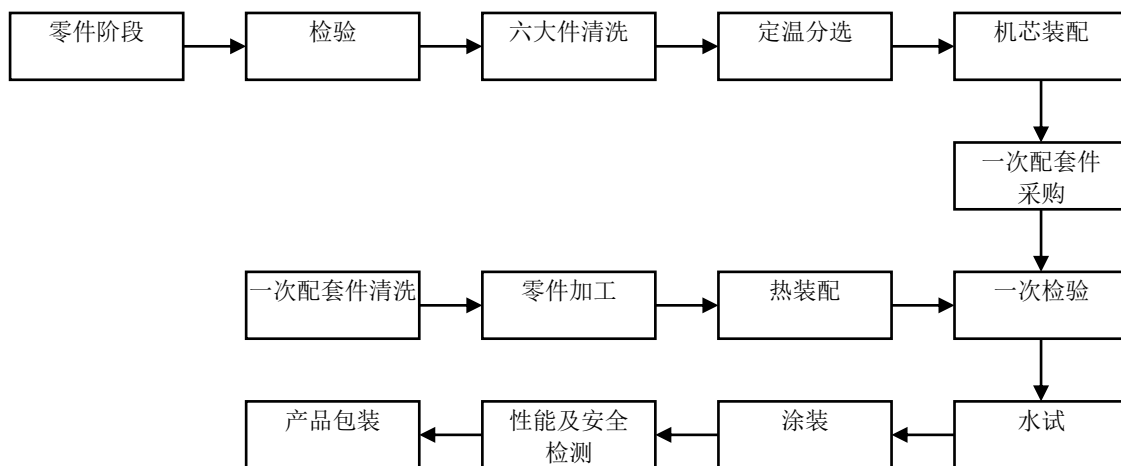 零件阶段
检验
六大件清洗
定温分选
机芯装配
一次配套件
采购
一次配套件清洗
零件加工
热装配
一次检验
产品包装
性能及安全
检测
涂装
水试